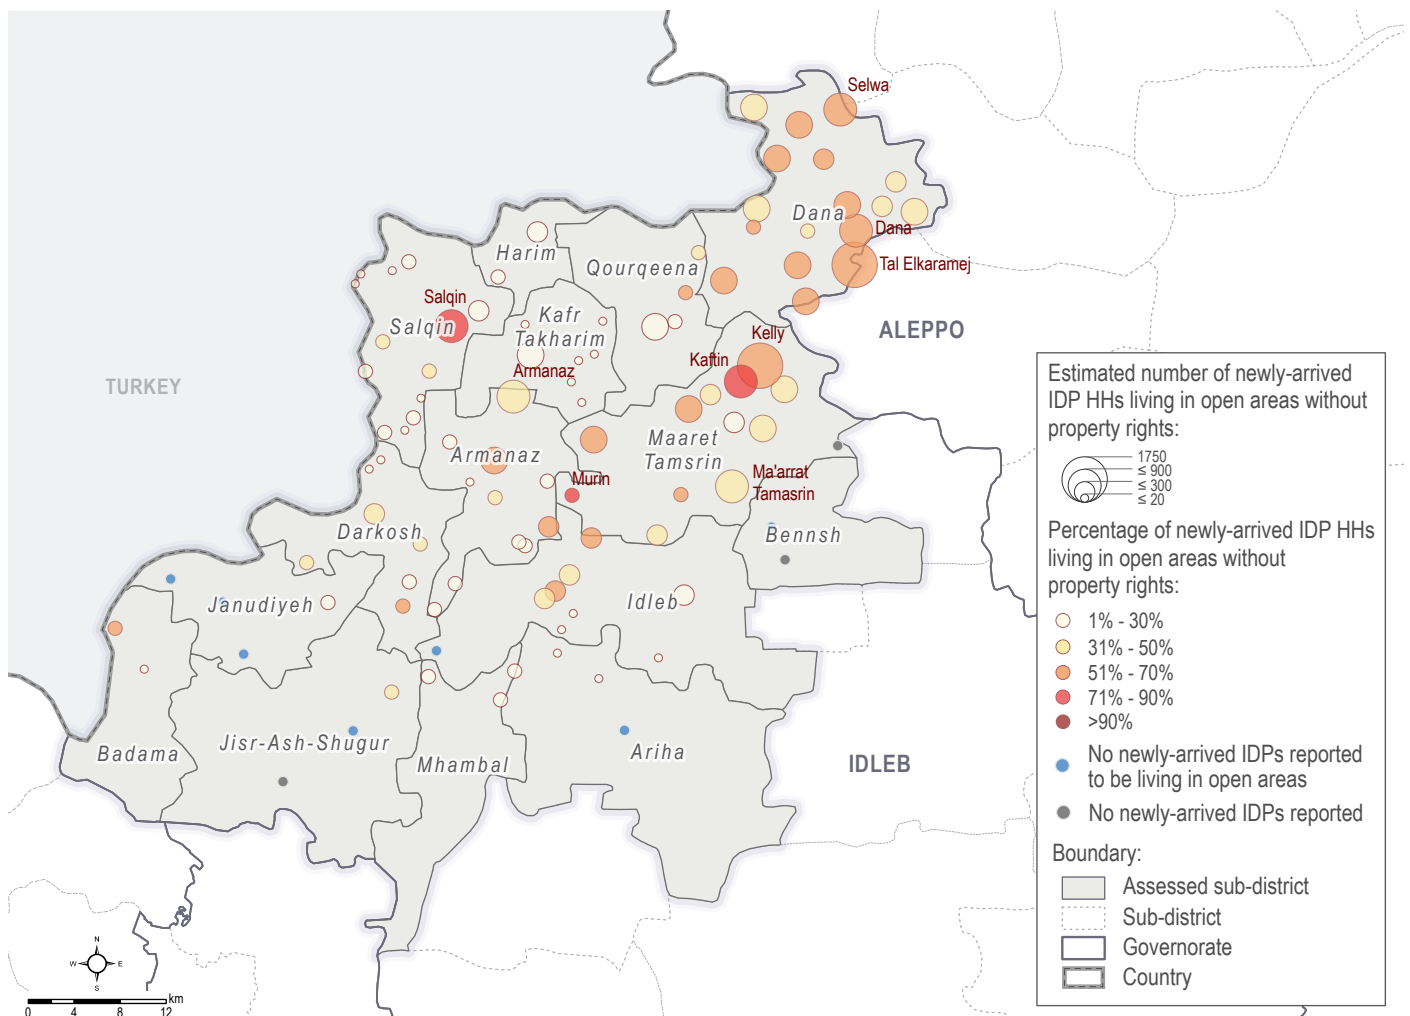 Selwa
Dana
Dana
Tal Elkaramej
Harim
Qourqeena
Salqin
Salqin
Kafr
Takharim
ALEPPO
Kelly
Kaftin
Armanaz
TURKEY
Maaret
Tamsrin
Armanaz
Murin
Ma'arrat
Tamasrin
Darkosh
Bennsh
Janudiyeh
Idleb
Badama
Jisr-Ash-Shugur
Mhambal
Ariha
IDLEB
Estimated number of newly-arrived
IDP HHs living in open areas without
property rights:
1750
≤ 900
≤ 300
≤ 20
Percentage of newly-arrived IDP HHs
living in open areas without
property rights:
1% - 30%
31% - 50%
51% - 70%
71% - 90%
>90%
No newly-arrived IDPs reported
to be living in open areas
No newly-arrived IDPs reported
Boundary:
Assessed sub-district
Sub-district
Governorate
Country
N
W E
S
km
0 4 8 12